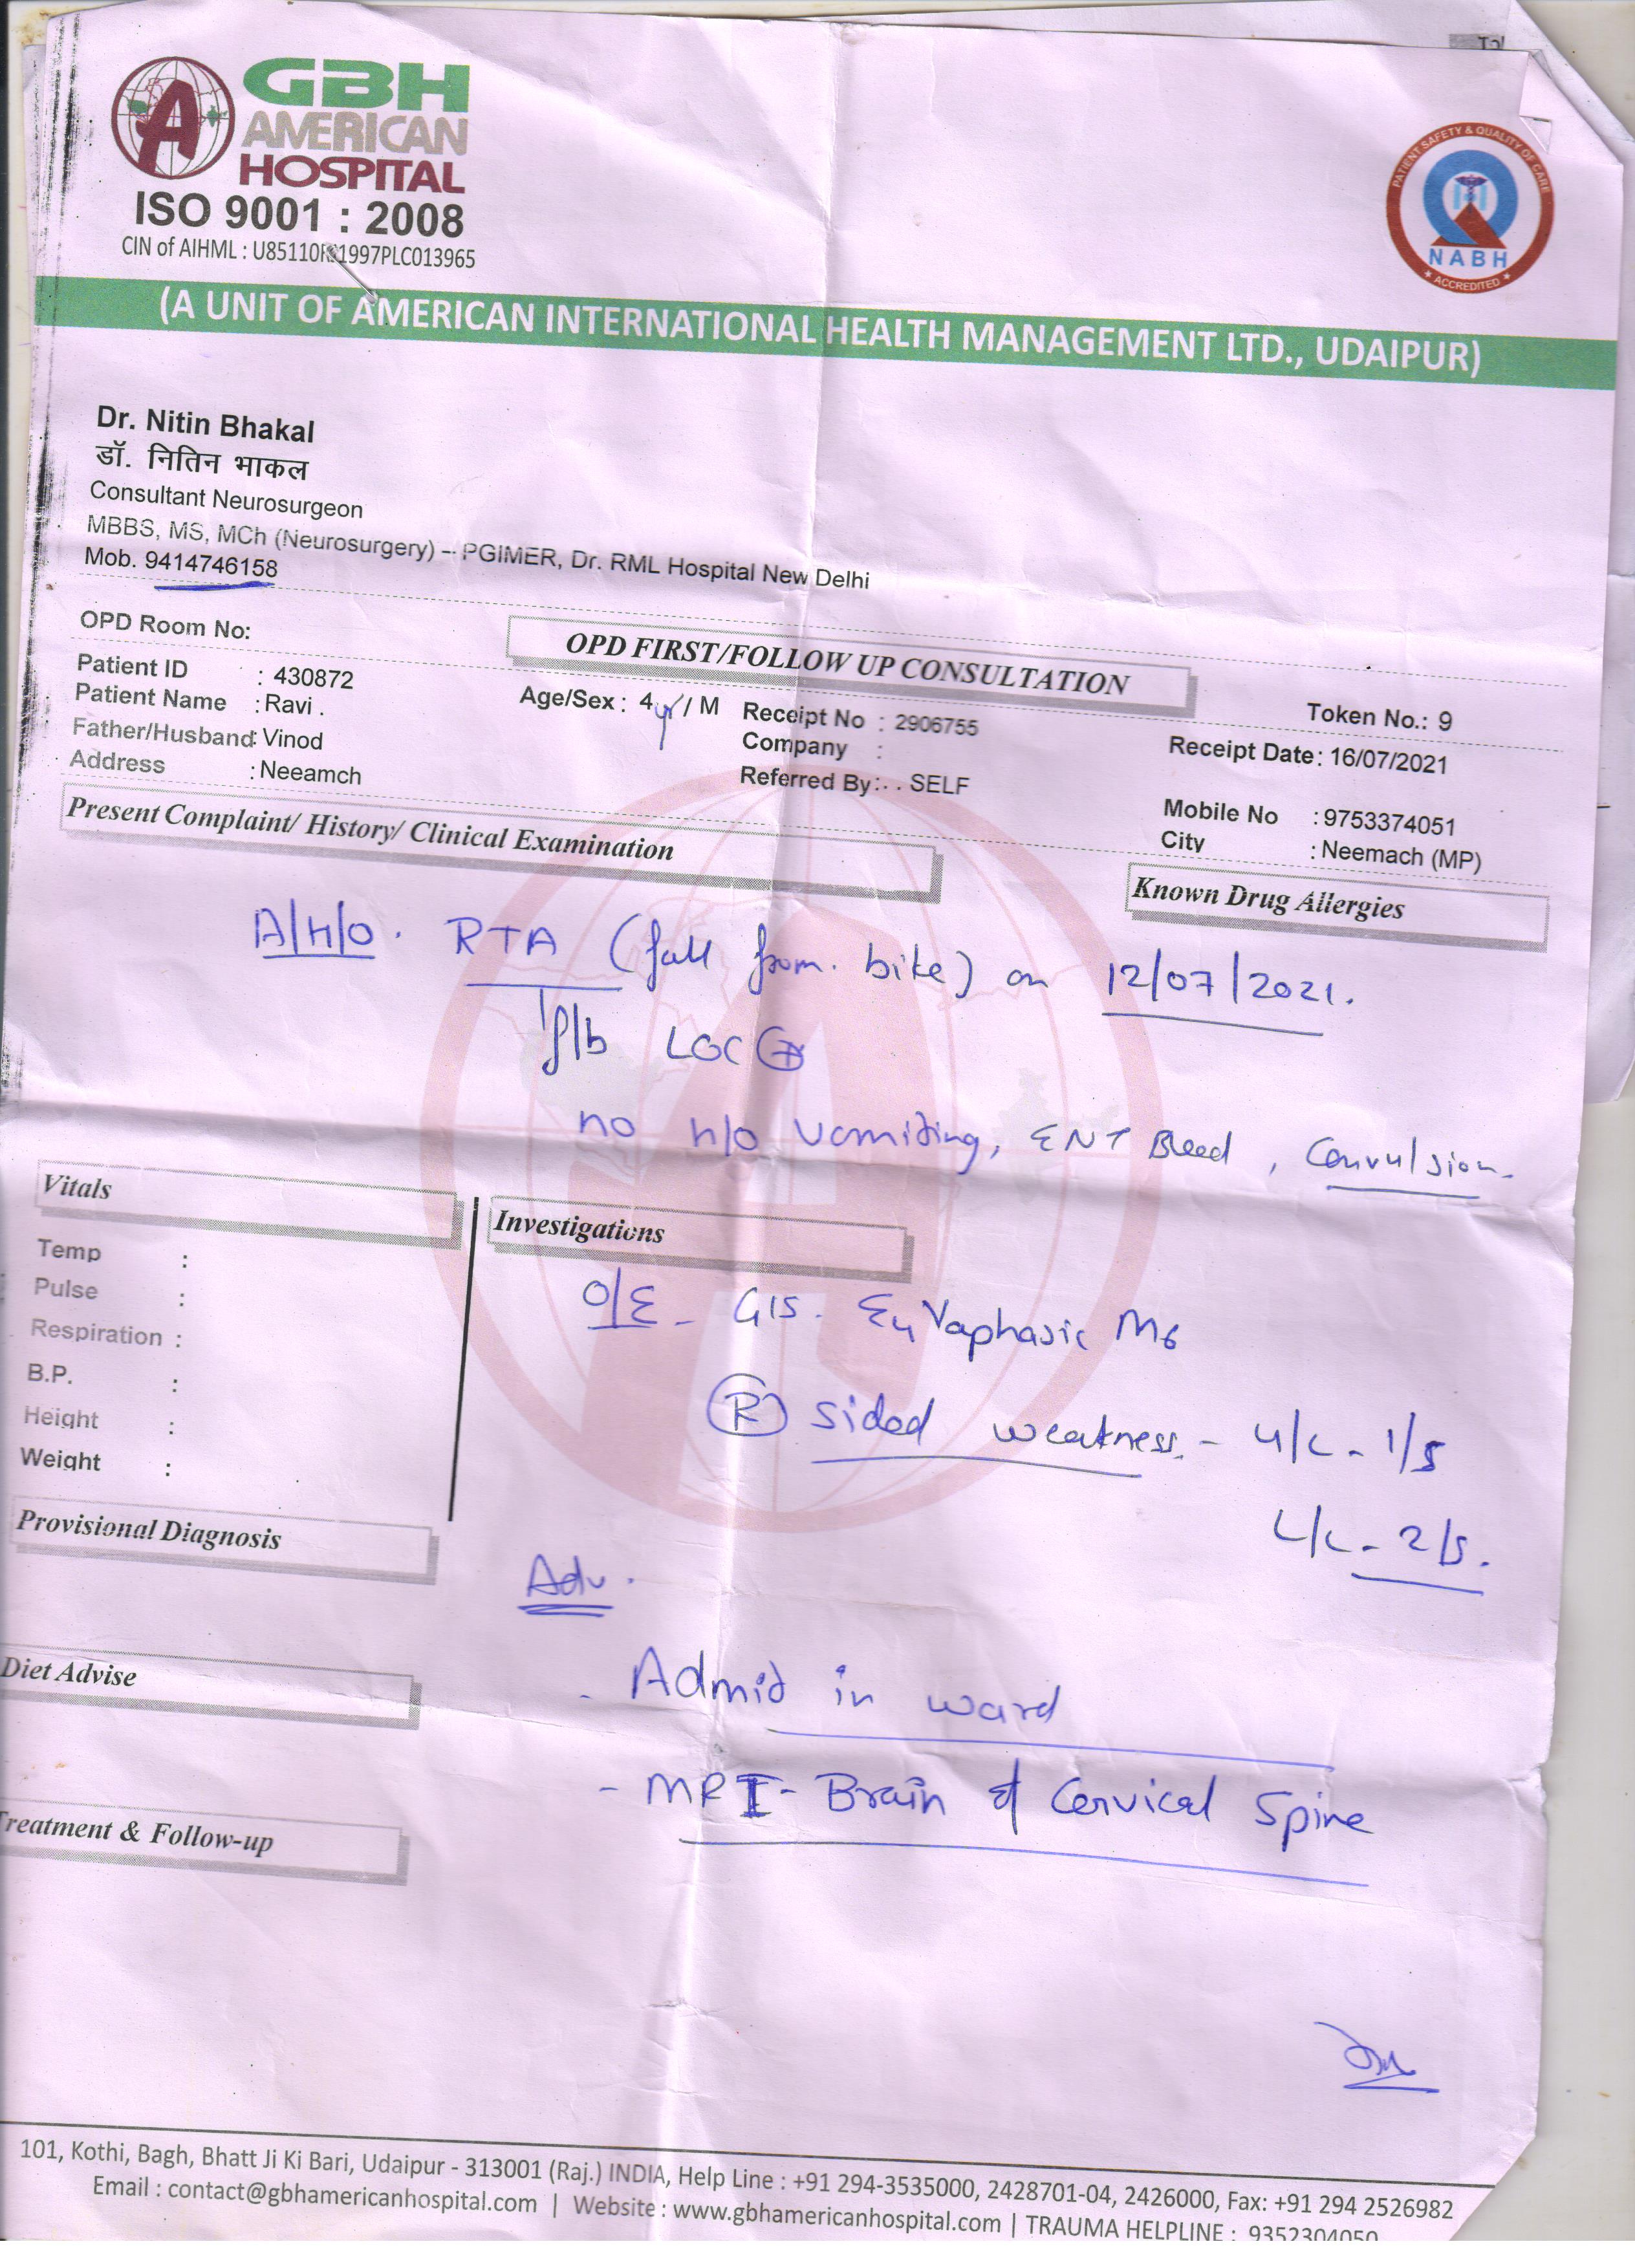 GBH
AMERICAN
HOSPITAL
ISO 9001 : 2008
CIN of AIHML : U85110RJ1997PLC013965
PATIENT SAFETY & QUALITY OF CARE
NABH
ACCREDITED
(A UNIT OF AMERICAN INTERNATIONAL HEALTH MANAGEMENT LTD., UDAIPUR)
Dr. Nitin Bhakal
डॉ. नितिन भाकल
Consultant Neurosurgeon
MBBS, MS, MCh (Neurosurgery) -- PGIMER, Dr. RML Hospital New Delhi
Mob. 9414746158
OPD Room No:
OPD FIRST/FOLLOW UP CONSULTATION
Patient ID : 430872
Token No.: 9
Patient Name : Ravi .
Age/Sex : 4 yr / M
Receipt No : 2906755
Receipt Date : 16/07/2021
Father/Husband : Vinod
Company :
Address : Neeamch
Referred By : . . SELF
Mobile No : 9753374051
City : Neemach (MP)
Present Complaint/ History/ Clinical Examination
Known Drug Allergies
A/H/O. RTA (fall from. bike) on 12/07/2021.
f/b LOC ⊕
no h/o vomiting, ENT Bleed, Convulsion.
Vitals
Investigations
Temp :
Pulse :
Respiration :
B.P. :
Height :
Weight :
O/E - GCS. E4 Vaphasic M6
(R) sided weakness. - U/L - 1/5
L/L - 2/5.
Provisional Diagnosis
Adv.
Diet Advise
- Admit in ward
- MRI - Brain & Cervical Spine
Treatment & Follow-up
101, Kothi, Bagh, Bhatt Ji Ki Bari, Udaipur - 313001 (Raj.) INDIA, Help Line : +91 294-3535000, 2428701-04, 2426000, Fax: +91 294 2526982
Email : contact@gbhamericanhospital.com | Website : www.gbhamericanhospital.com | TRAUMA HELPLINE : 9352304050